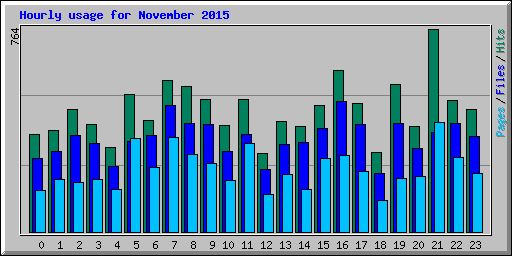 Hourly usage for November 2015
764
Pages/Files/Hits
0 1 2 3 4 5 6 7 8 9 10 11 12 13 14 15 16 17 18 19 20 21 22 23